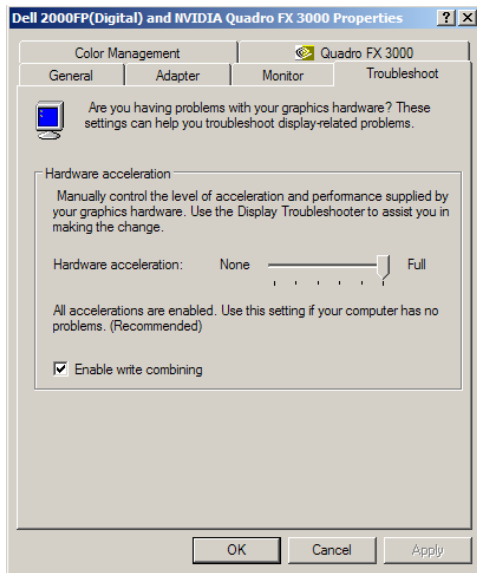 Dell 2000FP(Digital) and NVIDIA Quadro FX 3000 Properties ? X
Color Management Quadro FX 3000
General Adapter Monitor Troubleshoot
Are you having problems with your graphics hardware? These
settings can help you troubleshoot display-related problems.
Hardware acceleration
Manually control the level of acceleration and performance supplied by
your graphics hardware. Use the Display Troubleshooter to assist you in
making the change.
Hardware acceleration: None Full
All accelerations are enabled. Use this setting if your computer has no
problems. (Recommended)
Enable write combining
OK Cancel Apply